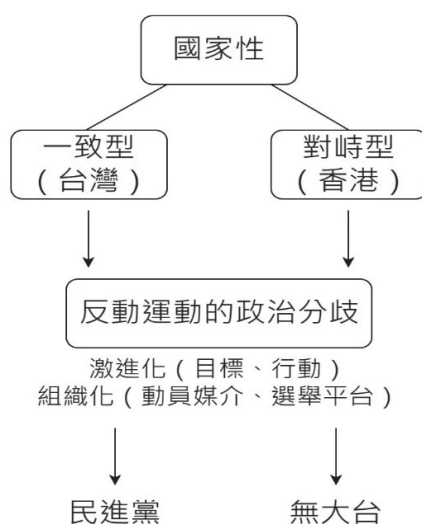 國家性
一致型
（台灣）
對峙型
（香港）
反動運動的政治分歧
激進化（目標、行動）
組織化（動員媒介、選舉平台）
民進黨
無大台